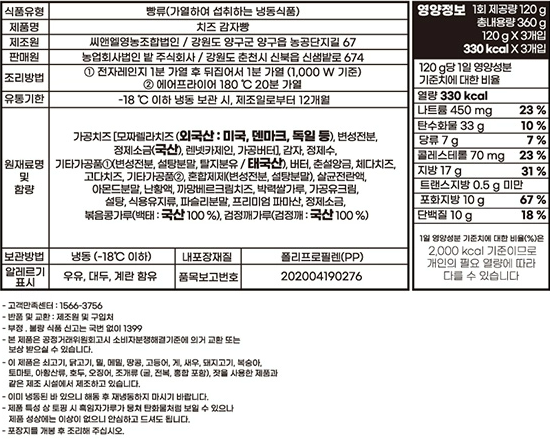 식품유형 빵류(가열하여 섭취하는 냉동식품)
제품명 치즈 감자빵
제조원 씨앤엘영농조합법인 / 강원도 양구군 양구읍 농공단지길 67
판매원 농업회사법인 밭 주식회사 / 강원도 춘천시 신북읍 신샘밭로 674
조리방법 ① 전자레인지 1분 가열 후 뒤집어서 1분 가열 (1,000 W 기준)
② 에어프라이어 180 ℃ 20분 가열
유통기한 -18 ℃ 이하 냉동 보관 시, 제조일로부터 12개월
원재료명 및 함량
가공치즈 [모짜렐라치즈 (외국산 : 미국, 덴마크, 독일 등), 변성전분,
정제소금(국산), 렌넷카제인, 가공버터], 감자, 정제수,
기타가공품①(변성전분, 설탕분말, 탈지분유 / 태국산), 버터, 춘설앙금, 체다치즈,
고다치즈, 기타가공품②, 혼합제제(변성전분, 설탕분말), 살균전란액,
아몬드분말, 난황액, 까망베르크림치즈, 박력쌀가루, 가공유크림,
설탕, 식용유지류, 파슬리분말, 프리미엄 파마산, 정제소금,
볶음콩가루(백태 : 국산 100 %), 검정깨가루(검정깨 : 국산 100 %)
보관방법 냉동 (-18℃ 이하) 내포장재질 폴리프로필렌(PP)
알레르기 표시 우유, 대두, 계란 함유 품목보고번호 202004190276
영양정보 1회 제공량 120 g
총내용량 360 g
120 g X 3개입
330 kcal X 3개입
120 g당 1일 영양성분
기준치에 대한 비율
열량 330 kcal
나트륨 450 mg 23 %
탄수화물 33 g 10 %
당류 7 g 7 %
콜레스테롤 70 mg 23 %
지방 17 g 31 %
트랜스지방 0.5 g 미만
포화지방 10 g 67 %
단백질 10 g 18 %
1일 영양성분 기준치에 대한 비율(%)은
2,000 kcal 기준이므로
개인의 필요 열량에 따라
다를 수 있습니다
- 고객만족센터 : 1566-3756
- 반품 및 교환 : 제조원 및 구입처
- 부정 . 불량 식품 신고는 국번 없이 1399
- 본 제품은 공정거래위원회고시 소비자분쟁해결기준에 의거 교환 또는
보상 받으실 수 있습니다.
- 이 제품은 쇠고기, 닭고기, 밀, 메밀, 땅콩, 고등어, 게, 새우, 돼지고기, 복숭아,
토마토, 아황산류, 호두, 오징어, 조개류 (굴, 전복, 홍합 포함), 잣을 사용한 제품과
같은 제조 시설에서 제조하고 있습니다.
- 이미 냉동된 바 있으니 해동 후 재냉동하지 마시기 바랍니다.
- 제품 특성 상 토핑 시 흑임자가루가 뭉쳐 탄화물처럼 보일 수 있으나
제품 성상에는 이상이 없으니 안심하고 드셔도 됩니다.
- 포장지를 개봉 후 조리해 주십시오.